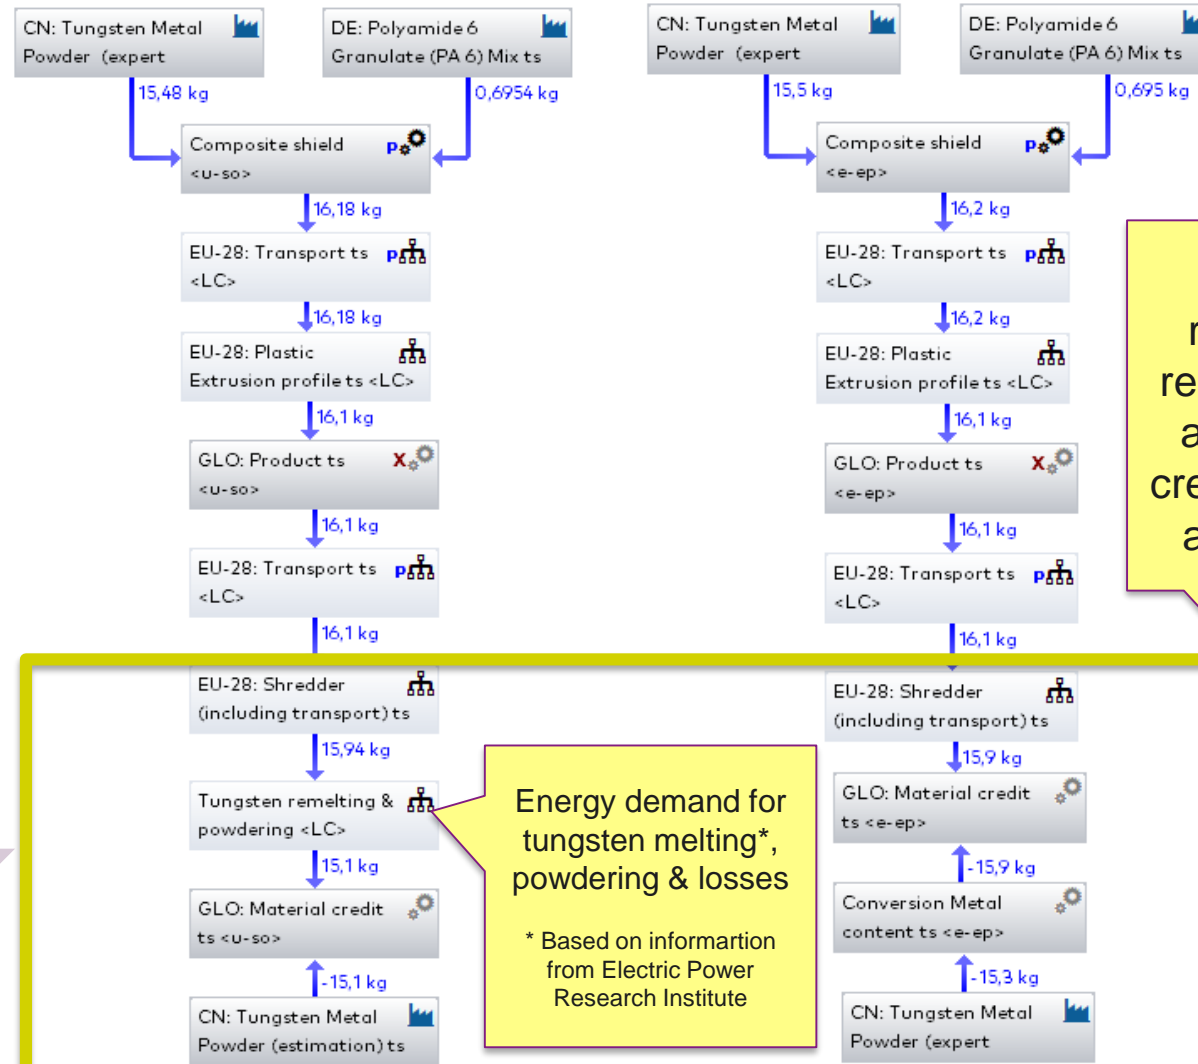 CN: Tungsten Metal
Powder (expert
DE: Polyamide 6
Granulate (PA 6) Mix ts
15,48 kg
0,6954 kg
Composite shield
<u-so>
p
16,18 kg
EU-28: Transport ts
<LC>
p
16,18 kg
EU-28: Plastic
Extrusion profile ts <LC>
16,1 kg
GLO: Product ts
<u-so>
X
16,1 kg
EU-28: Transport ts
<LC>
p
16,1 kg
EU-28: Shredder
(including transport) ts
15,94 kg
Tungsten remelting &
powdering <LC>
15,1 kg
GLO: Material credit
ts <u-so>
-15,1 kg
CN: Tungsten Metal
Powder (estimation) ts
Energy demand for
tungsten melting*,
powdering & losses
* Based on informartion
from Electric Power
Research Institute
CN: Tungsten Metal
Powder (expert
DE: Polyamide 6
Granulate (PA 6) Mix ts
15,5 kg
0,695 kg
Composite shield
<e-ep>
p
16,2 kg
EU-28: Transport ts
<LC>
p
16,2 kg
EU-28: Plastic
Extrusion profile ts <LC>
16,1 kg
GLO: Product ts
<e-ep>
X
16,1 kg
EU-28: Transport ts
<LC>
p
16,1 kg
EU-28: Shredder
(including transport) ts
15,9 kg
GLO: Material credit
ts <e-ep>
-15,9 kg
Conversion Metal
content ts <e-ep>
-15,3 kg
CN: Tungsten Metal
Powder (expert